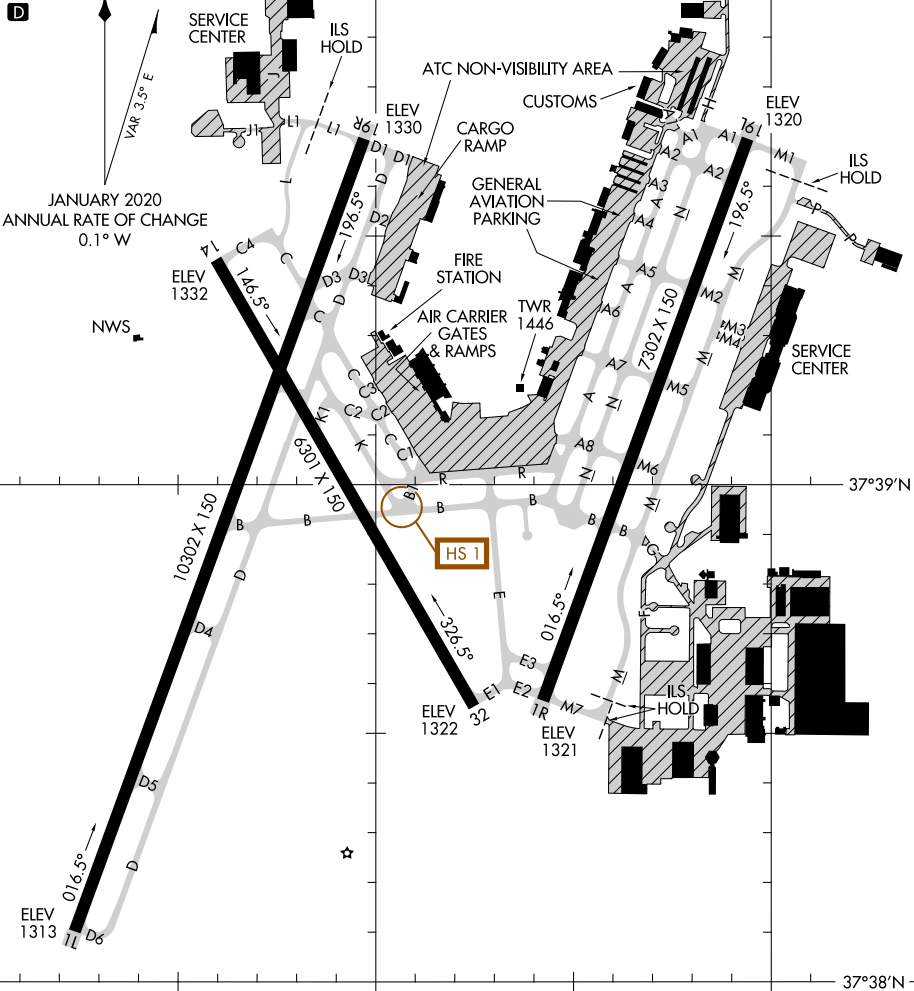 D
SERVICE
CENTER
ILS
HOLD
ATC NON-VISIBILITY AREA
CUSTOMS
H
VAR 3.5° E
J
J1
L1
L1
19R
ELEV
1330
CARGO
RAMP
ELEV
1320
19L
A1
A1
M1
ILS
HOLD
D1
D1
D
D2
L
A2
A2
A3
A
A4
N
GENERAL
AVIATION
PARKING
JANUARY 2020
ANNUAL RATE OF CHANGE
0.1° W
196.5°
196.5°
P
P
14
C4
C
ELEV
1332
146.5°
D3
D3
D
C
FIRE
STATION
A5
A
A6
M
M2
NWS
AIR CARRIER
GATES
& RAMPS
TWR
1446
7302 X 150
M3
M4
M
SERVICE
CENTER
C
C3
C2
C2
K1
K
C
C1
A7
A
N
M5
A8
N
M6
M
6301 X 150
R
R
B1
B
B
B
B
B
B
37°39'N
10302 X 150
HS 1
G
D
D4
E
326.5°
016.5°
F
E3
E1
E2
M7
M
ILS
HOLD
ELEV
1322
32
1R
ELEV
1321
D5
D
016.5°
ELEV
1313
1L
D6
37°38'N